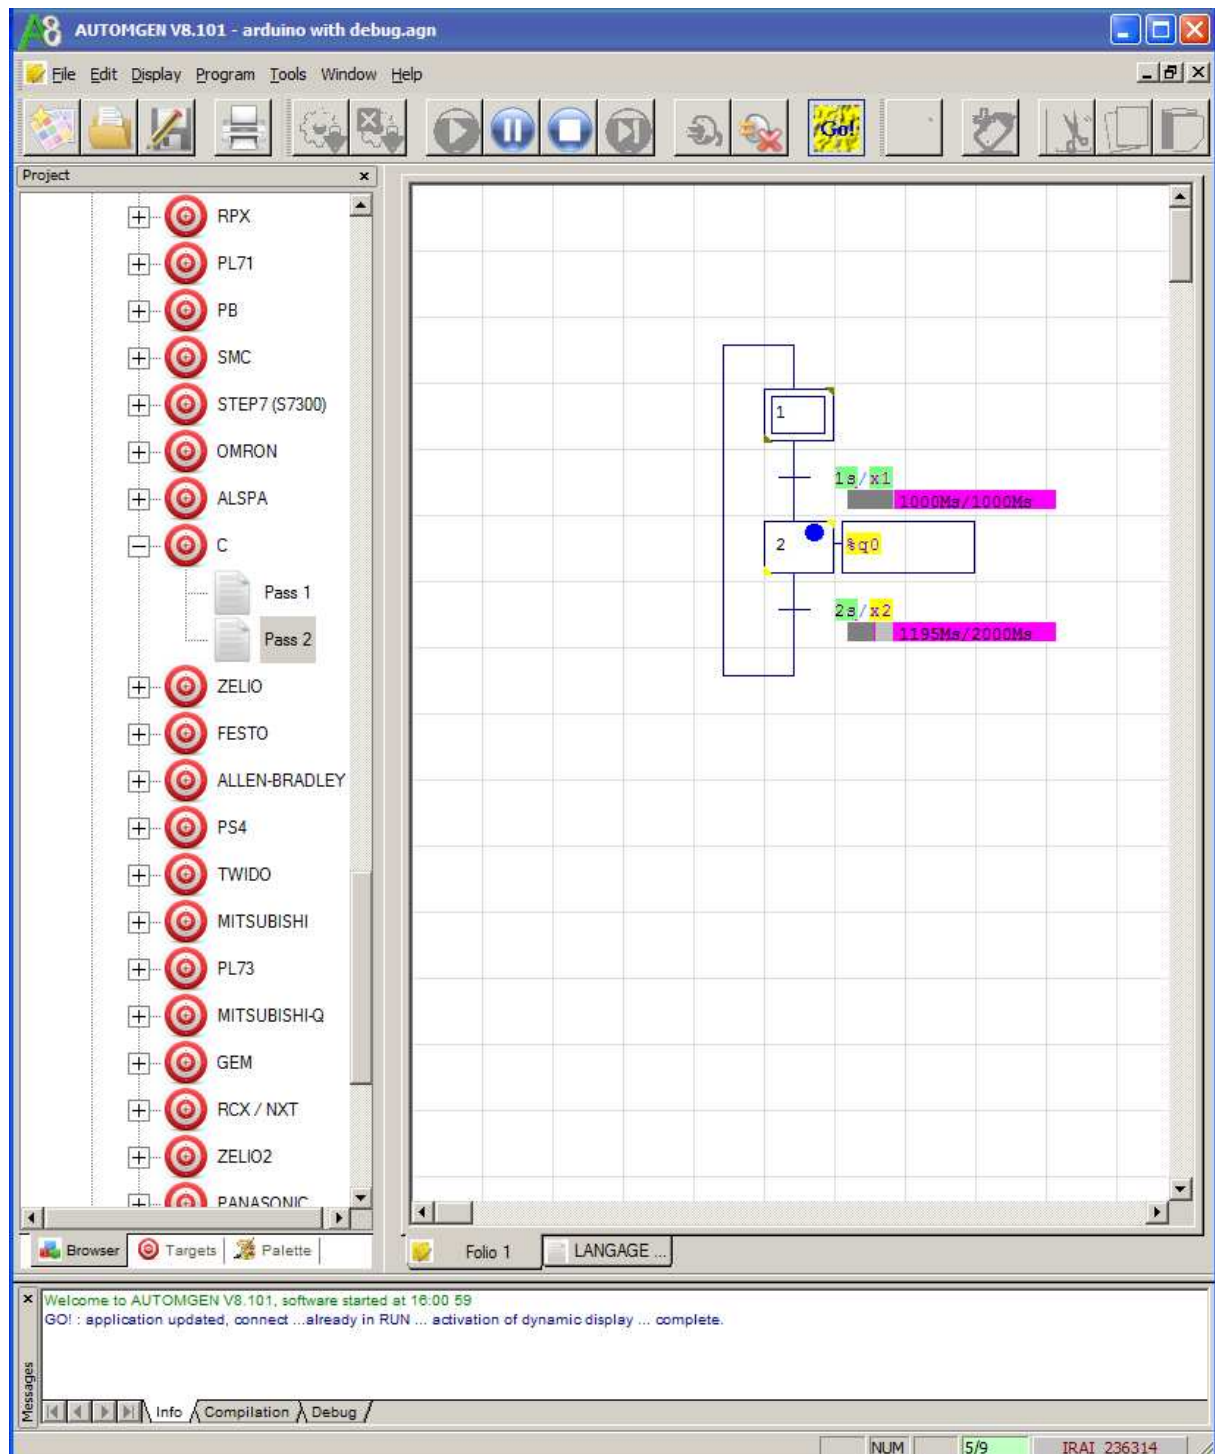 AUTOMGEN V8.101 - arduino with debug.agn
File Edit Display Program Tools Window Help
Go!
Project
RPX
PL71
PB
SMC
STEP7 (S7300)
OMRON
ALSPA
C
Pass 1
Pass 2
ZELIO
FESTO
ALLEN-BRADLEY
PS4
TWIDO
MITSUBISHI
PL73
MITSUBISHI-Q
GEM
RCX / NXT
ZELIO2
PANASONIC
Browser Targets Palette
1
1s/x1
1000Ms/1000Ms
2 %q0
2s/x2
1195Ms/2000Ms
Folio 1 LANGAGE ...
Messages
Welcome to AUTOMGEN V8.101, software started at 16:00 59
GO! : application updated, connect ...already in RUN ... activation of dynamic display ... complete.
Info Compilation Debug
NUM 5/9 IRAI 236314